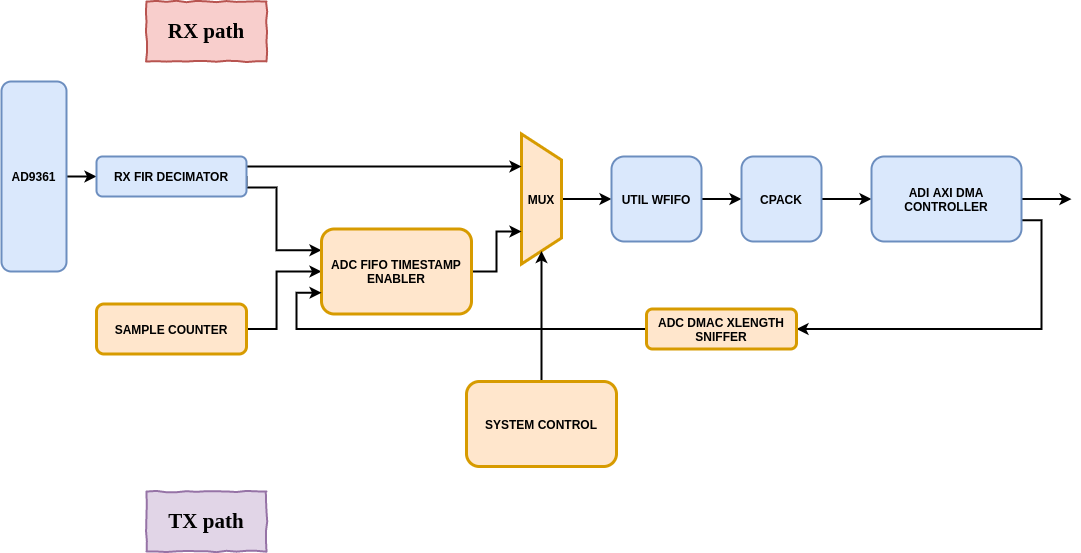 RX path
AD9361
RX FIR DECIMATOR
MUX
UTIL WFIFO
CPACK
ADI AXI DMA
CONTROLLER
ADC FIFO TIMESTAMP
ENABLER
SAMPLE COUNTER
ADC DMAC XLENGTH
SNIFFER
SYSTEM CONTROL
TX path